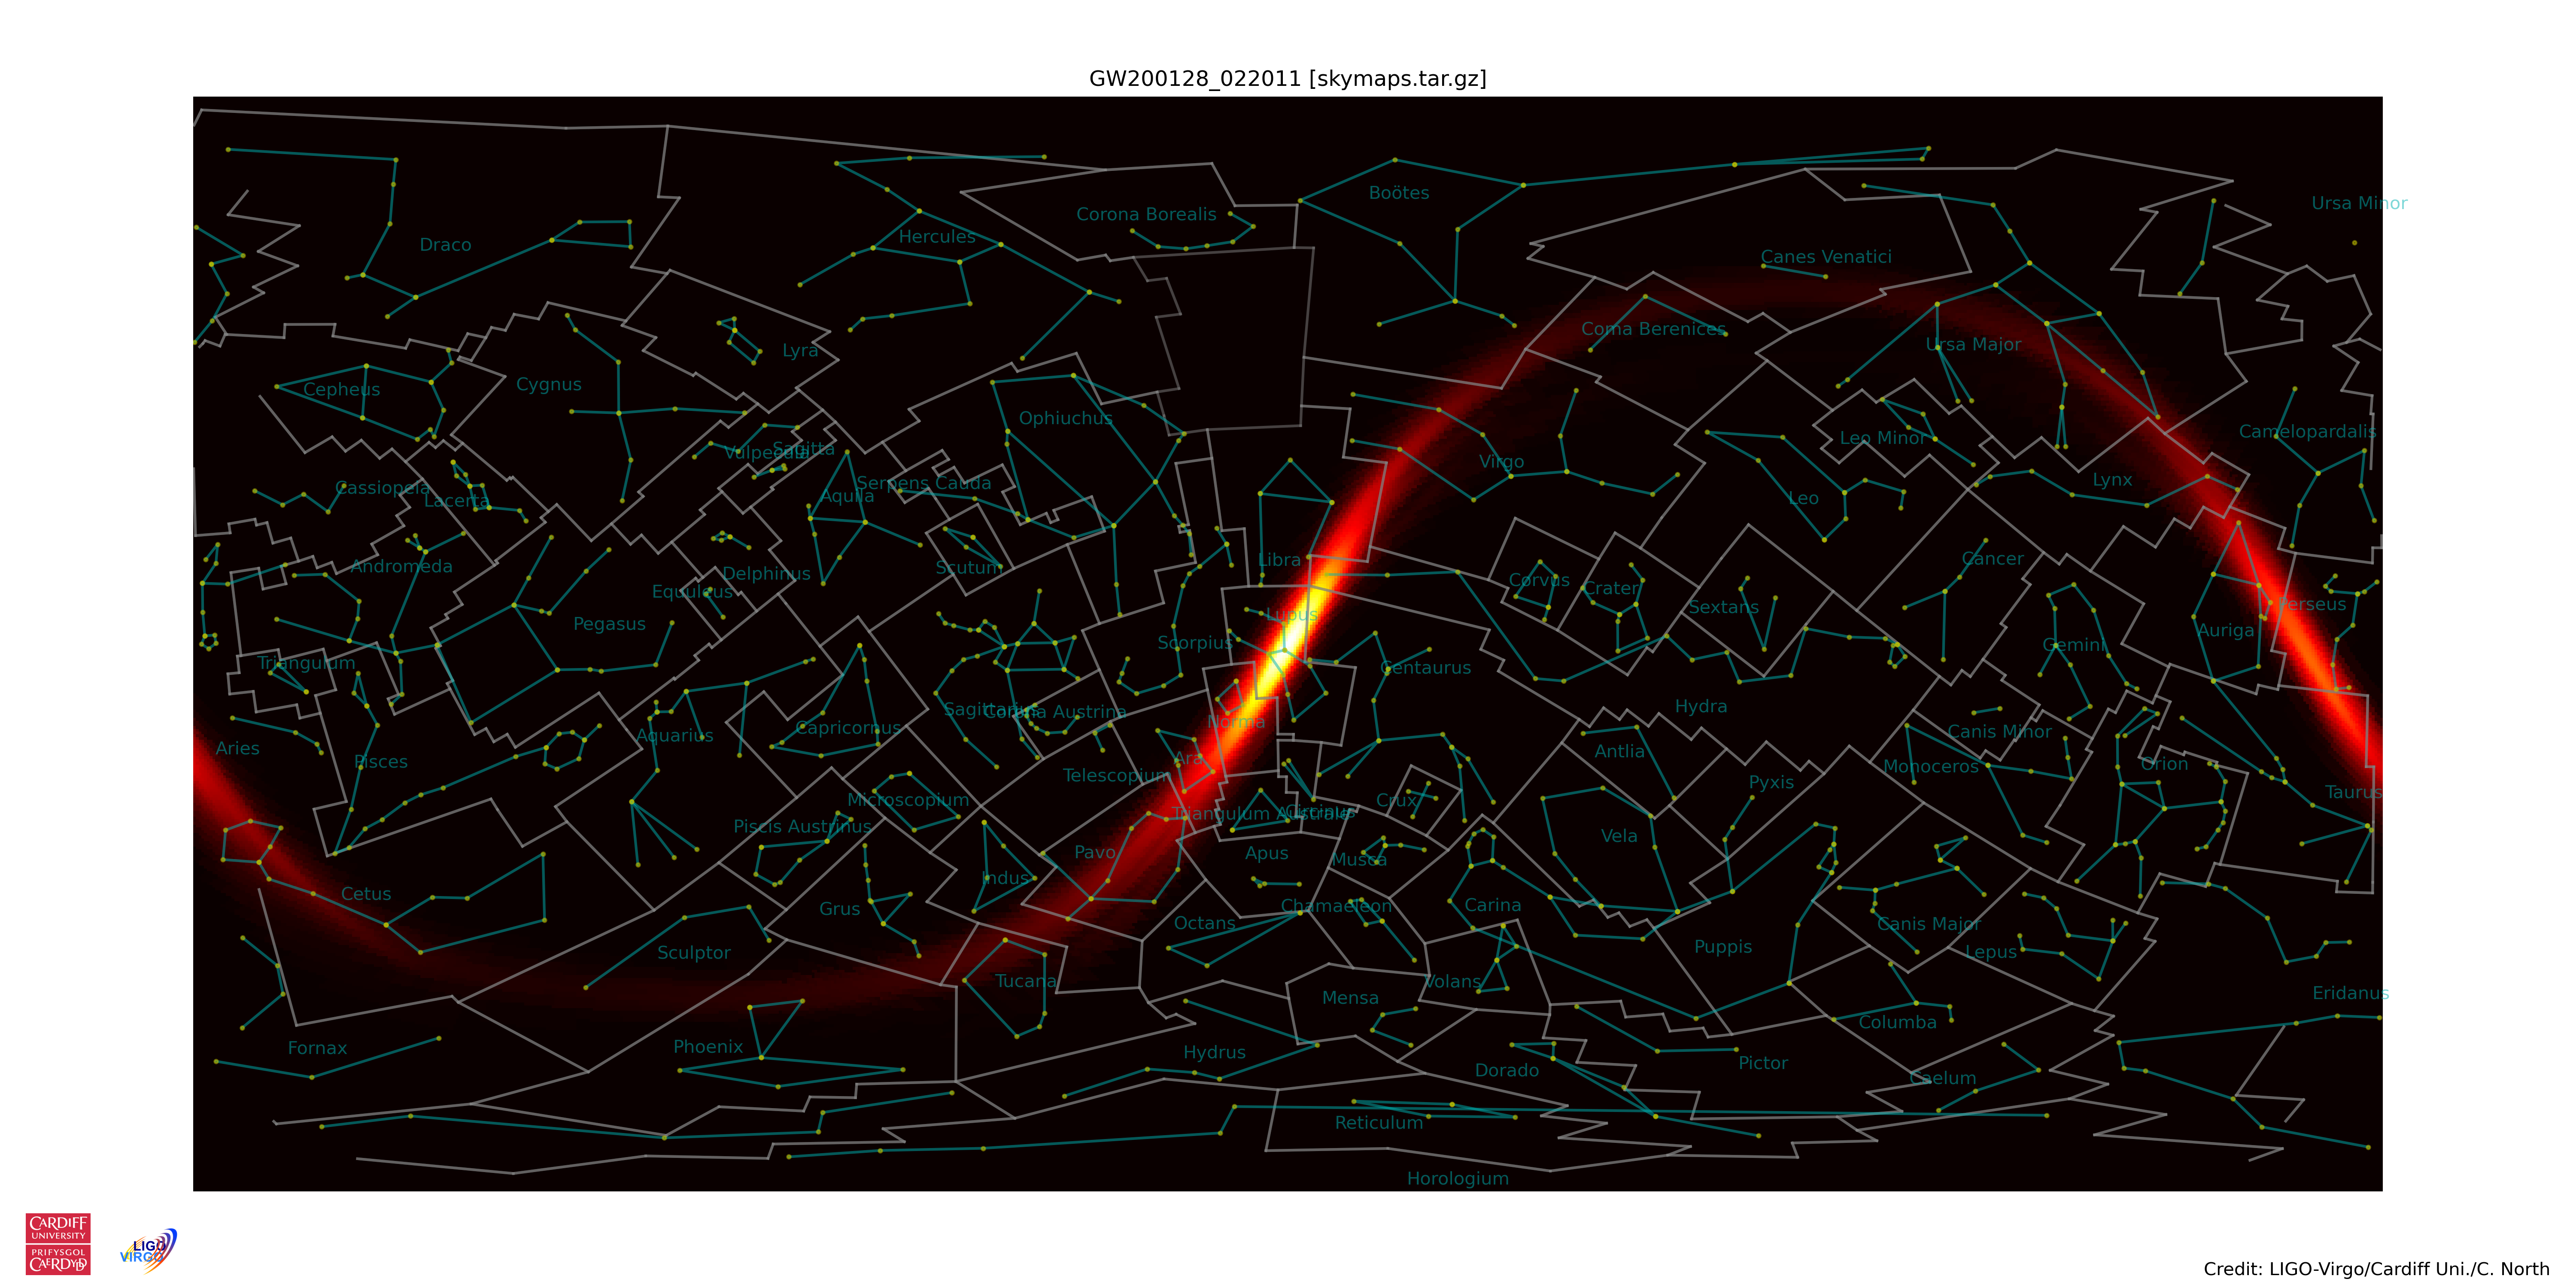 GW200128_022011 [skymaps.tar.gz]
Boötes
Ursa Minor
Corona Borealis
Hercules
Draco
Canes Venatici
Coma Berenices
Ursa Major
Lyra
Cygnus
Cepheus
Ophiuchus
Camelopardalis
Leo Minor
Vulpecula
Sagitta
Virgo
Lynx
Serpens Cauda
Cassiopeia
Aquila
Lacerta
Leo
Libra
Cancer
Andromeda
Scutum
Delphinus
Corvus
Crater
Equuleus
Sextans
Perseus
Lupus
Pegasus
Auriga
Scorpius
Gemini
Triangulum
Centaurus
Hydra
Sagittarius
Corona Austrina
Norma
Capricornus
Aquarius
Canis Minor
Aries
Antlia
Ara
Pisces
Orion
Monoceros
Telescopium
Pyxis
Taurus
Microscopium
Crux
Triangulum Australe
Circinus
Piscis Austrinus
Vela
Pavo
Apus
Musca
Indus
Cetus
Chamaeleon
Carina
Grus
Octans
Canis Major
Puppis
Sculptor
Lepus
Tucana
Volans
Mensa
Eridanus
Columba
Fornax
Phoenix
Hydrus
Pictor
Dorado
Caelum
Reticulum
Horologium
CARDIFF
UNIVERSITY
PRIFYSGOL
CAERDYDD
LIGO
VIRGO
Credit: LIGO-Virgo/Cardiff Uni./C. North